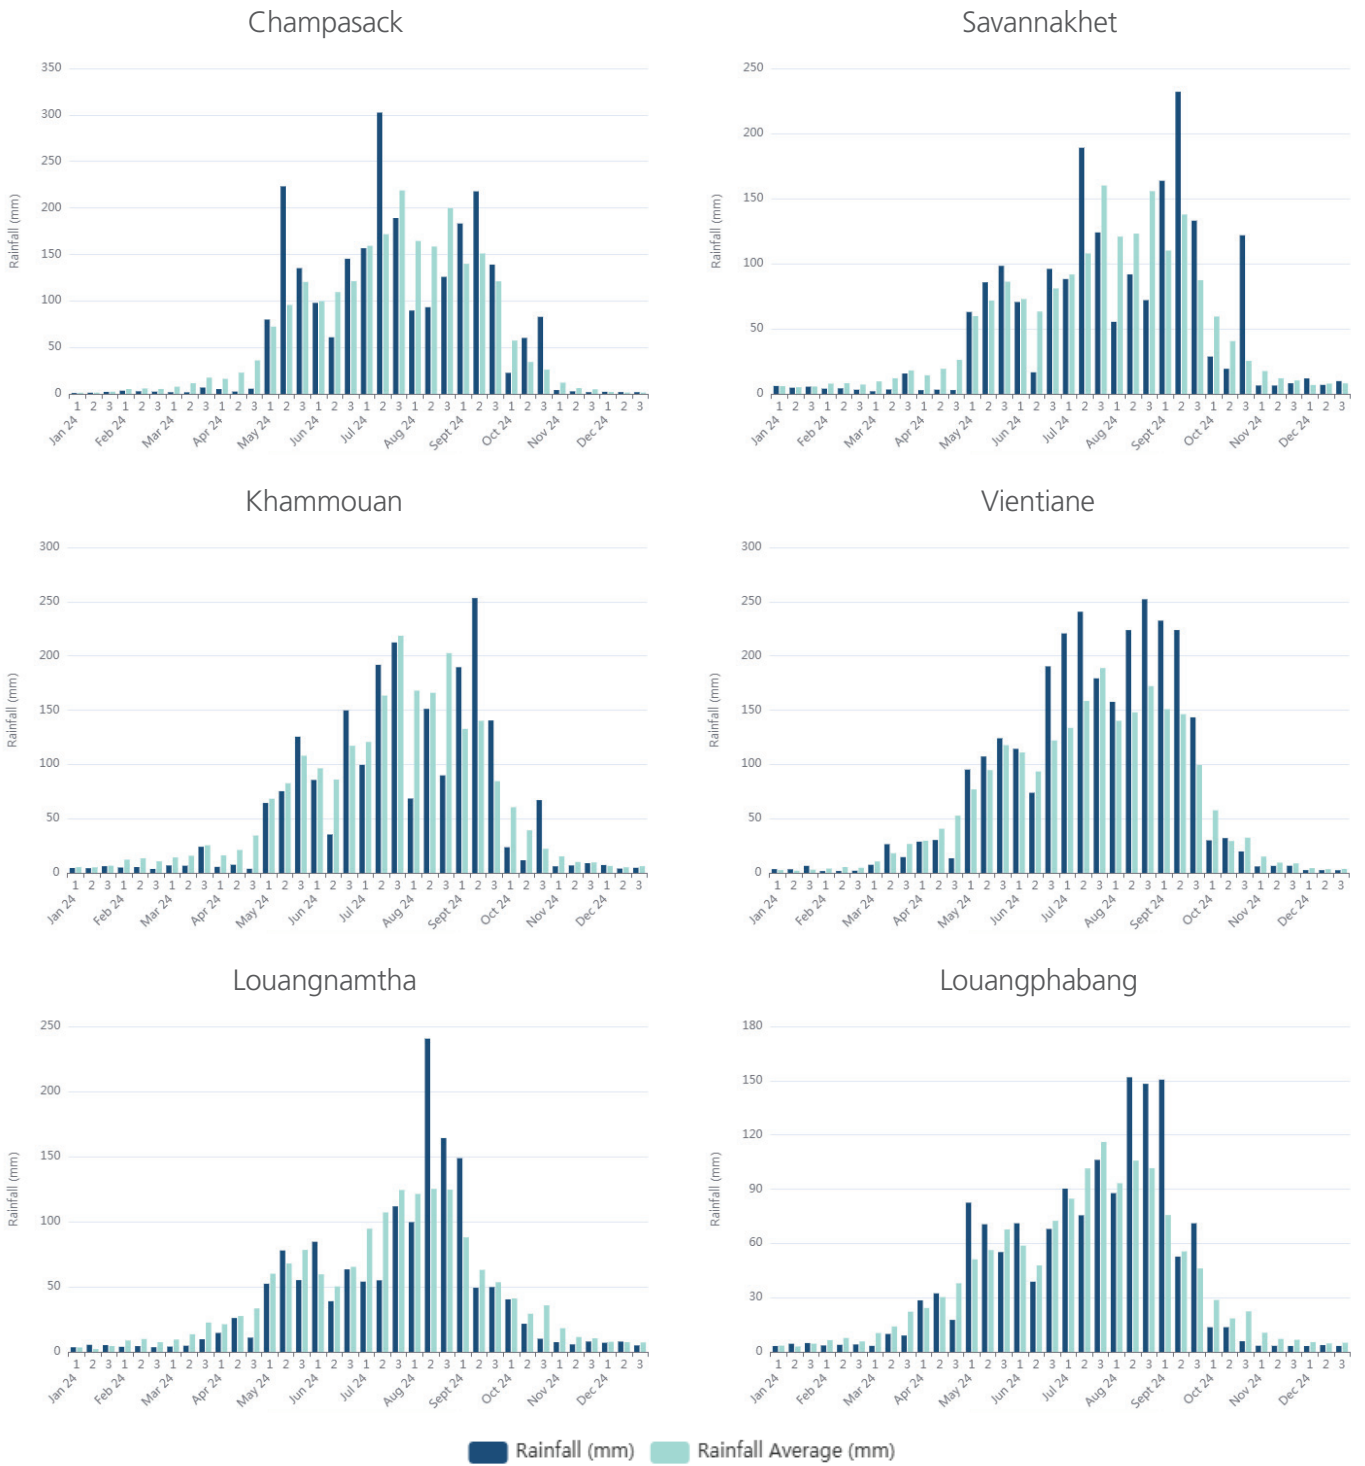 Champasack
350
300
250
200
150
100
50
0
Rainfall (mm)
1 2 3 1 2 3 1 2 3 1 2 3 1 2 3 1 2 3 1 2 3 1 2 3 1 2 3 1 2 3 1 2 3 1 2 3
Jan 24 Feb 24 Mar 24 Apr 24 May 24 Jun 24 Jul 24 Aug 24 Sept 24 Oct 24 Nov 24 Dec 24
Savannakhet
250
200
150
100
50
0
Rainfall (mm)
1 2 3 1 2 3 1 2 3 1 2 3 1 2 3 1 2 3 1 2 3 1 2 3 1 2 3 1 2 3 1 2 3 1 2 3
Jan 24 Feb 24 Mar 24 Apr 24 May 24 Jun 24 Jul 24 Aug 24 Sept 24 Oct 24 Nov 24 Dec 24
Khammouan
300
250
200
150
100
50
0
Rainfall (mm)
1 2 3 1 2 3 1 2 3 1 2 3 1 2 3 1 2 3 1 2 3 1 2 3 1 2 3 1 2 3 1 2 3 1 2 3
Jan 24 Feb 24 Mar 24 Apr 24 May 24 Jun 24 Jul 24 Aug 24 Sept 24 Oct 24 Nov 24 Dec 24
Vientiane
300
250
200
150
100
50
0
Rainfall (mm)
1 2 3 1 2 3 1 2 3 1 2 3 1 2 3 1 2 3 1 2 3 1 2 3 1 2 3 1 2 3 1 2 3 1 2 3
Jan 24 Feb 24 Mar 24 Apr 24 May 24 Jun 24 Jul 24 Aug 24 Sept 24 Oct 24 Nov 24 Dec 24
Louangnamtha
250
200
150
100
50
0
Rainfall (mm)
1 2 3 1 2 3 1 2 3 1 2 3 1 2 3 1 2 3 1 2 3 1 2 3 1 2 3 1 2 3 1 2 3 1 2 3
Jan 24 Feb 24 Mar 24 Apr 24 May 24 Jun 24 Jul 24 Aug 24 Sept 24 Oct 24 Nov 24 Dec 24
Louangphabang
180
150
120
90
60
30
0
Rainfall (mm)
1 2 3 1 2 3 1 2 3 1 2 3 1 2 3 1 2 3 1 2 3 1 2 3 1 2 3 1 2 3 1 2 3 1 2 3
Jan 24 Feb 24 Mar 24 Apr 24 May 24 Jun 24 Jul 24 Aug 24 Sept 24 Oct 24 Nov 24 Dec 24
Rainfall (mm) Rainfall Average (mm)